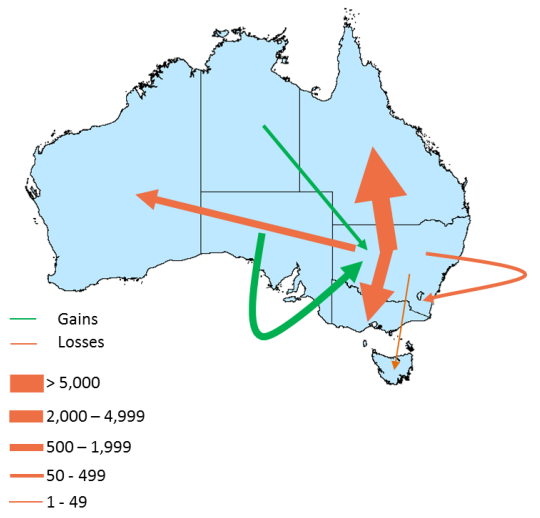 Gains
Losses
> 5,000
2,000 – 4,999
500 – 1,999
50 - 499
1 - 49